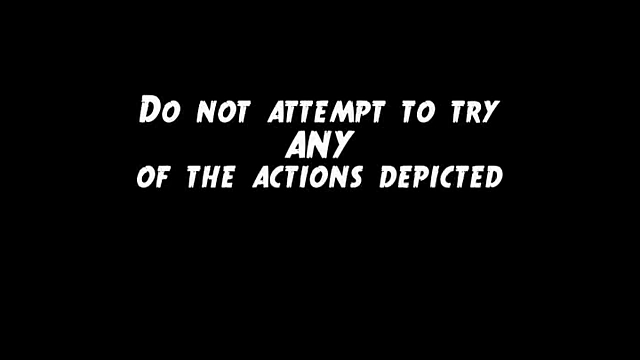 Do not attempt to try
ANY
of the actions depicted